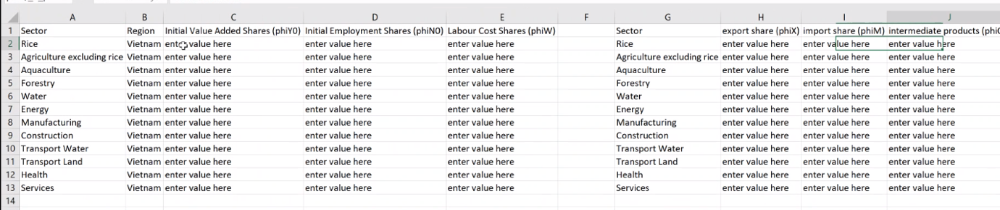 A B C D E F G H I J
1 Sector Region Initial Value Added Shares (phiY0) Initial Employment Shares (phiN0) Labour Cost Shares (phiW) Sector export share (phiX) import share (phiM) intermediate products
2 Rice Vietnam enter value here enter value here enter value here Rice enter value here enter value here enter value here
3 Agriculture excluding rice Vietnam enter value here enter value here enter value here Agriculture excluding rice enter value here enter value here enter value here
4 Aquaculture Vietnam enter value here enter value here enter value here Aquaculture enter value here enter value here enter value here
5 Forestry Vietnam enter value here enter value here enter value here Forestry enter value here enter value here enter value here
6 Water Vietnam enter value here enter value here enter value here Water enter value here enter value here enter value here
7 Energy Vietnam enter value here enter value here enter value here Energy enter value here enter value here enter value here
8 Manufacturing Vietnam enter value here enter value here enter value here Manufacturing enter value here enter value here enter value here
9 Construction Vietnam enter value here enter value here enter value here Construction enter value here enter value here enter value here
10 Transport Water Vietnam enter value here enter value here enter value here Transport Water enter value here enter value here enter value here
11 Transport Land Vietnam enter value here enter value here enter value here Transport Land enter value here enter value here enter value here
12 Health Vietnam enter value here enter value here enter value here Health enter value here enter value here enter value here
13 Services Vietnam enter value here enter value here enter value here Services enter value here enter value here enter value here
14